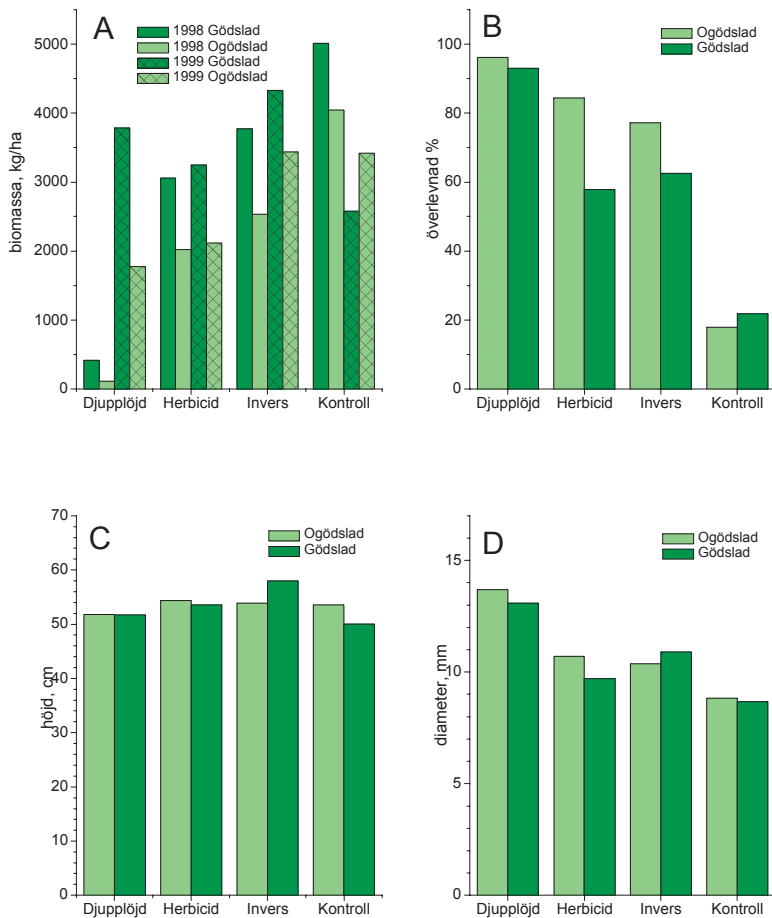 A
1998 Gödslad
1998 Ogödslad
1999 Gödslad
1999 Ogödslad
biomassa, kg/ha
5000
4000
3000
2000
1000
0
Djupplöjd Herbicid Invers Kontroll
B
Ogödslad
Gödslad
överlevnad %
100
80
60
40
20
0
Djupplöjd Herbicid Invers Kontroll
C
Ogödslad
Gödslad
höjd, cm
70
60
50
40
30
20
10
0
Djupplöjd Herbicid Invers Kontroll
D
Ogödslad
Gödslad
diameter, mm
15
10
5
0
Djupplöjd Herbicid Invers Kontroll